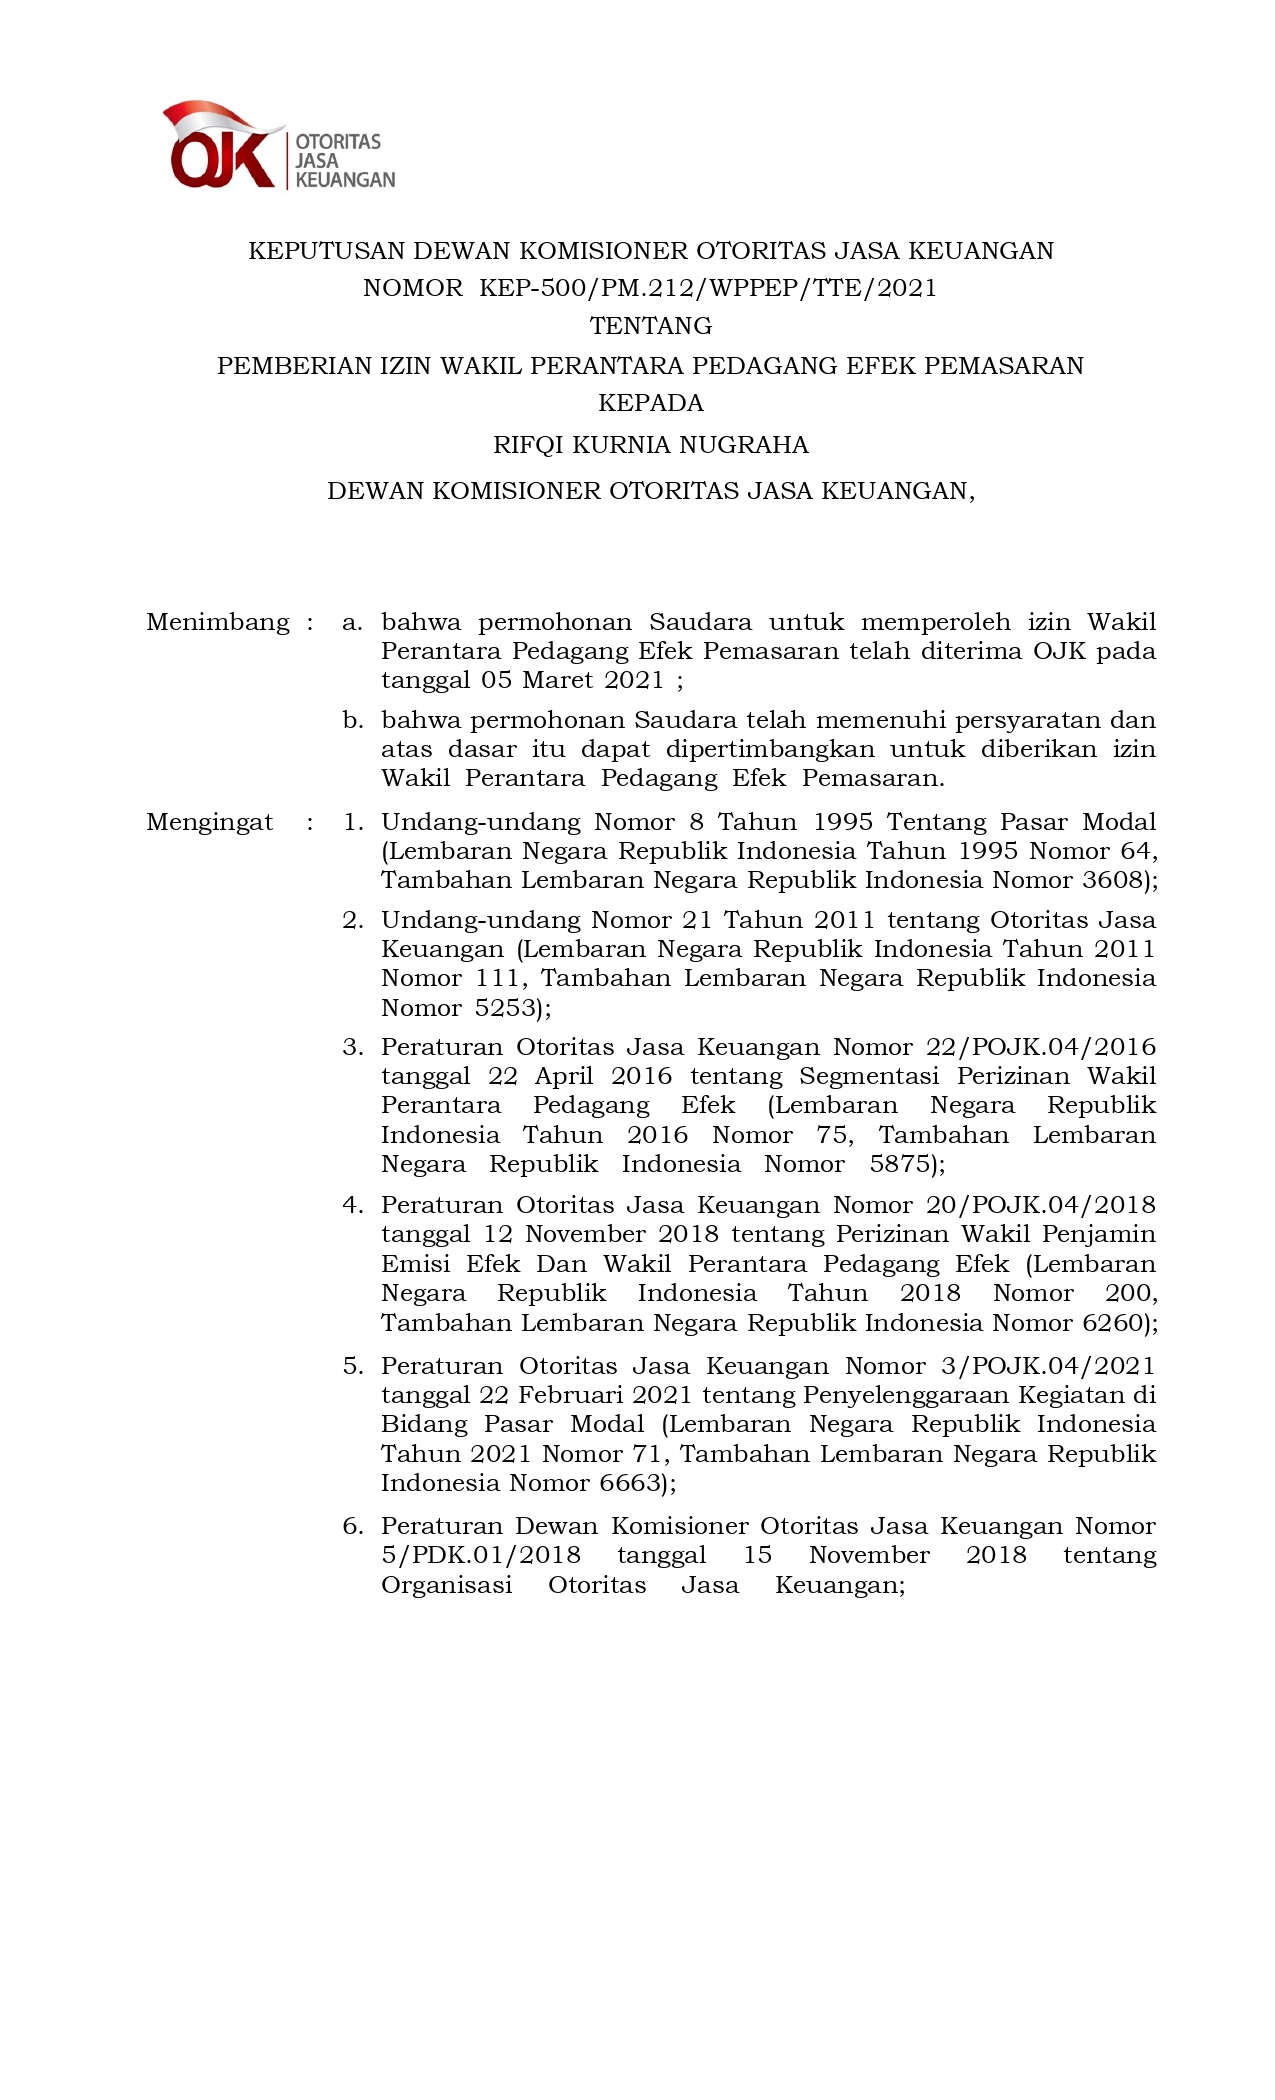 OJK
OTORITAS
JASA
KEUANGAN
KEPUTUSAN DEWAN KOMISIONER OTORITAS JASA KEUANGAN
NOMOR KEP-500/PM.212/WPPEP/TTE/2021
TENTANG
PEMBERIAN IZIN WAKIL PERANTARA PEDAGANG EFEK PEMASARAN
KEPADA
RIFQI KURNIA NUGRAHA
DEWAN KOMISIONER OTORITAS JASA KEUANGAN,
Menimbang : a. bahwa permohonan Saudara untuk memperoleh izin Wakil
Perantara Pedagang Efek Pemasaran telah diterima OJK pada
tanggal 05 Maret 2021 ;
b. bahwa permohonan Saudara telah memenuhi persyaratan dan
atas dasar itu dapat dipertimbangkan untuk diberikan izin
Wakil Perantara Pedagang Efek Pemasaran.
Mengingat : 1. Undang-undang Nomor 8 Tahun 1995 Tentang Pasar Modal
(Lembaran Negara Republik Indonesia Tahun 1995 Nomor 64,
Tambahan Lembaran Negara Republik Indonesia Nomor 3608);
2. Undang-undang Nomor 21 Tahun 2011 tentang Otoritas Jasa
Keuangan (Lembaran Negara Republik Indonesia Tahun 2011
Nomor 111, Tambahan Lembaran Negara Republik Indonesia
Nomor 5253);
3. Peraturan Otoritas Jasa Keuangan Nomor 22/POJK.04/2016
tanggal 22 April 2016 tentang Segmentasi Perizinan Wakil
Perantara Pedagang Efek (Lembaran Negara Republik
Indonesia Tahun 2016 Nomor 75, Tambahan Lembaran
Negara Republik Indonesia Nomor 5875);
4. Peraturan Otoritas Jasa Keuangan Nomor 20/POJK.04/2018
tanggal 12 November 2018 tentang Perizinan Wakil Penjamin
Emisi Efek Dan Wakil Perantara Pedagang Efek (Lembaran
Negara Republik Indonesia Tahun 2018 Nomor 200,
Tambahan Lembaran Negara Republik Indonesia Nomor 6260);
5. Peraturan Otoritas Jasa Keuangan Nomor 3/POJK.04/2021
tanggal 22 Februari 2021 tentang Penyelenggaraan Kegiatan di
Bidang Pasar Modal (Lembaran Negara Republik Indonesia
Tahun 2021 Nomor 71, Tambahan Lembaran Negara Republik
Indonesia Nomor 6663);
6. Peraturan Dewan Komisioner Otoritas Jasa Keuangan Nomor
5/PDK.01/2018 tanggal 15 November 2018 tentang
Organisasi Otoritas Jasa Keuangan;